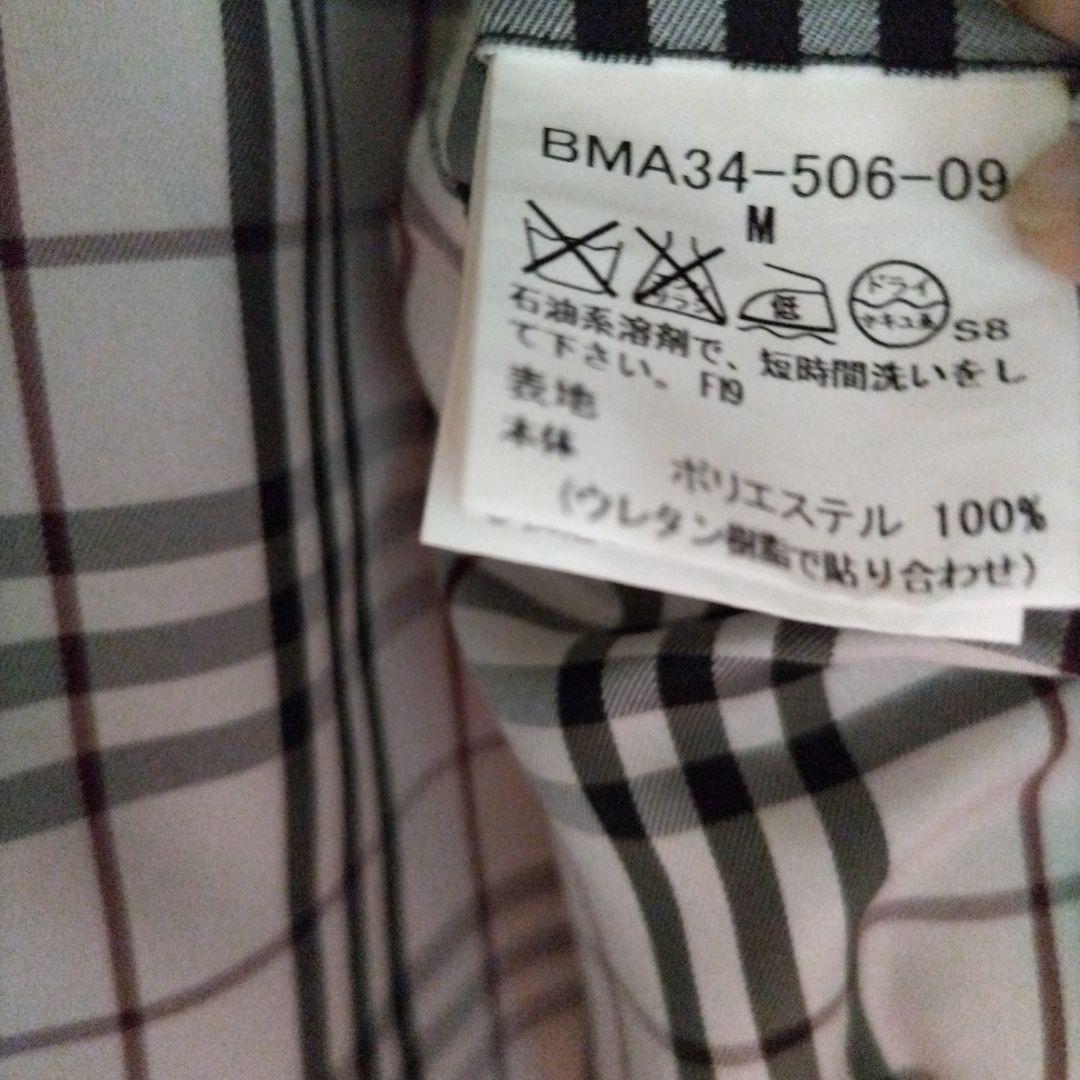 BMA34-506-09
M
低
ドライ
セキユ系 S8
石油系溶剤で、短時間洗いをし
て下さい。 F19
表地
本体
ポリエステル 100%
(ウレタン樹脂で貼り合わせ)